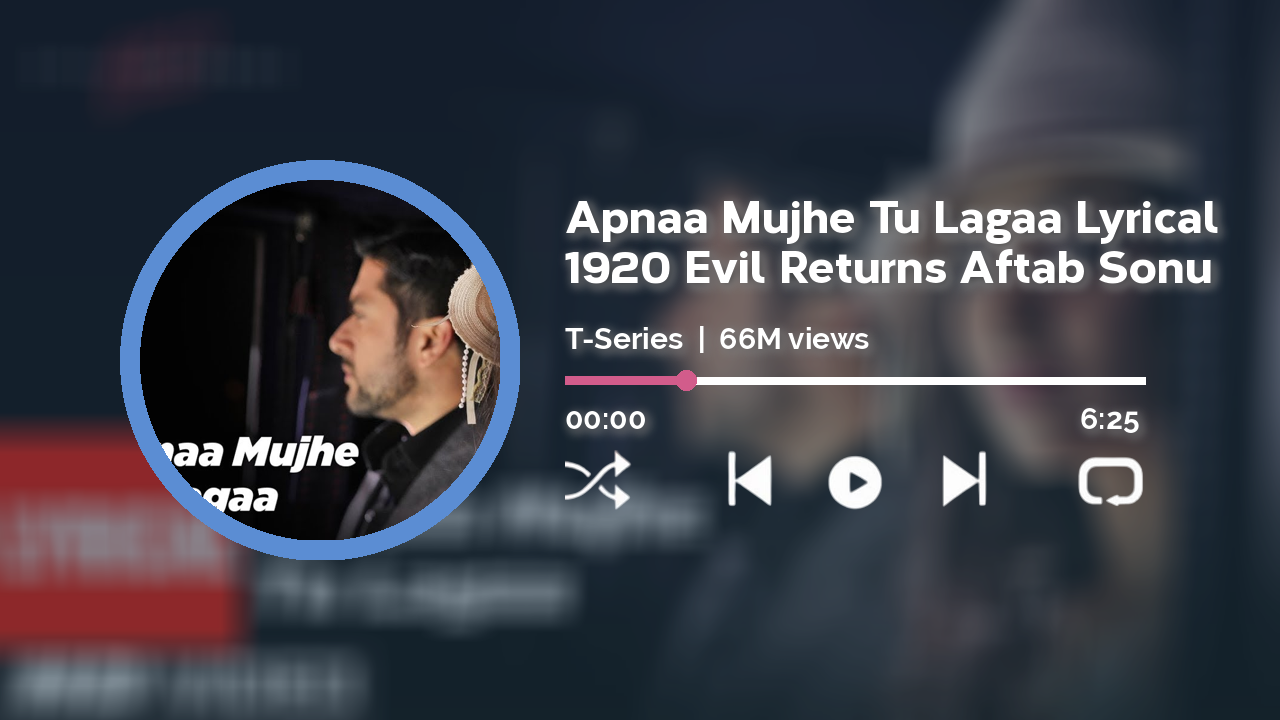 Apnaa Mujhe Tu Lagaa Lyrical
1920 Evil Returns Aftab Sonu
T-Series | 66M views
00:00 6:25
naa Mujhe
agaa